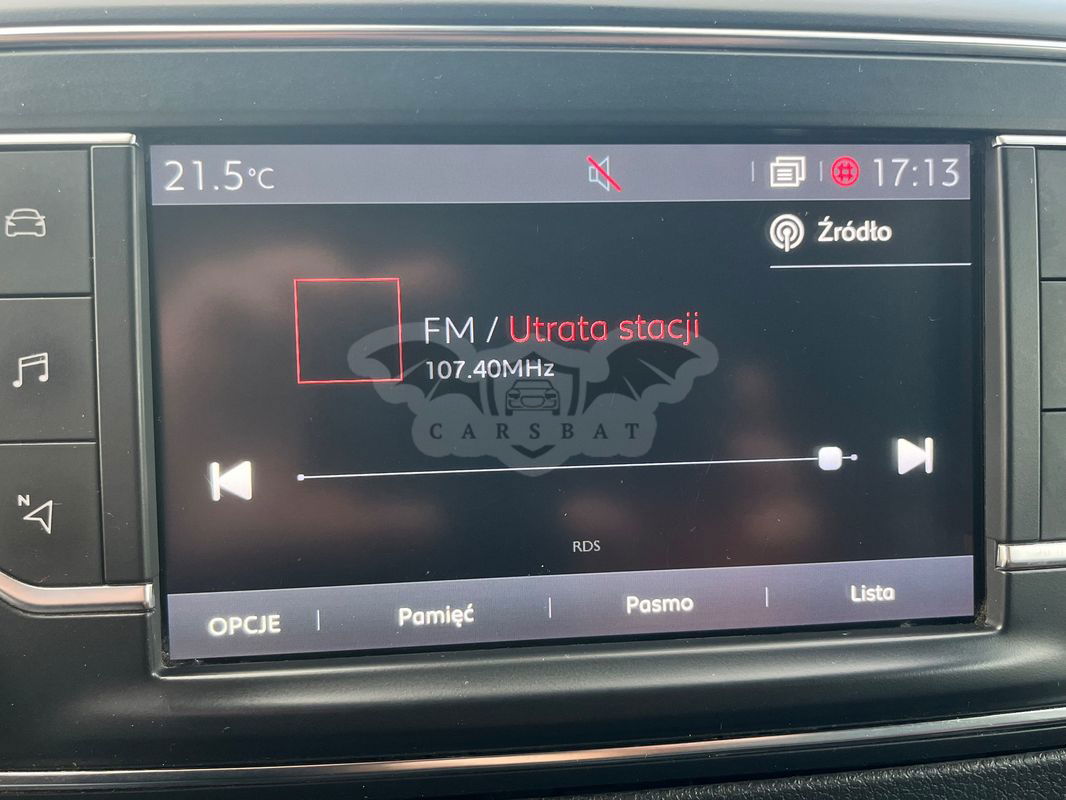 21.5°C
17:13
Źródło
FM / Utrata stacji
107.40MHz
CARSBAT
N
RDS
OPCJE | Pamięć | Pasmo | Lista